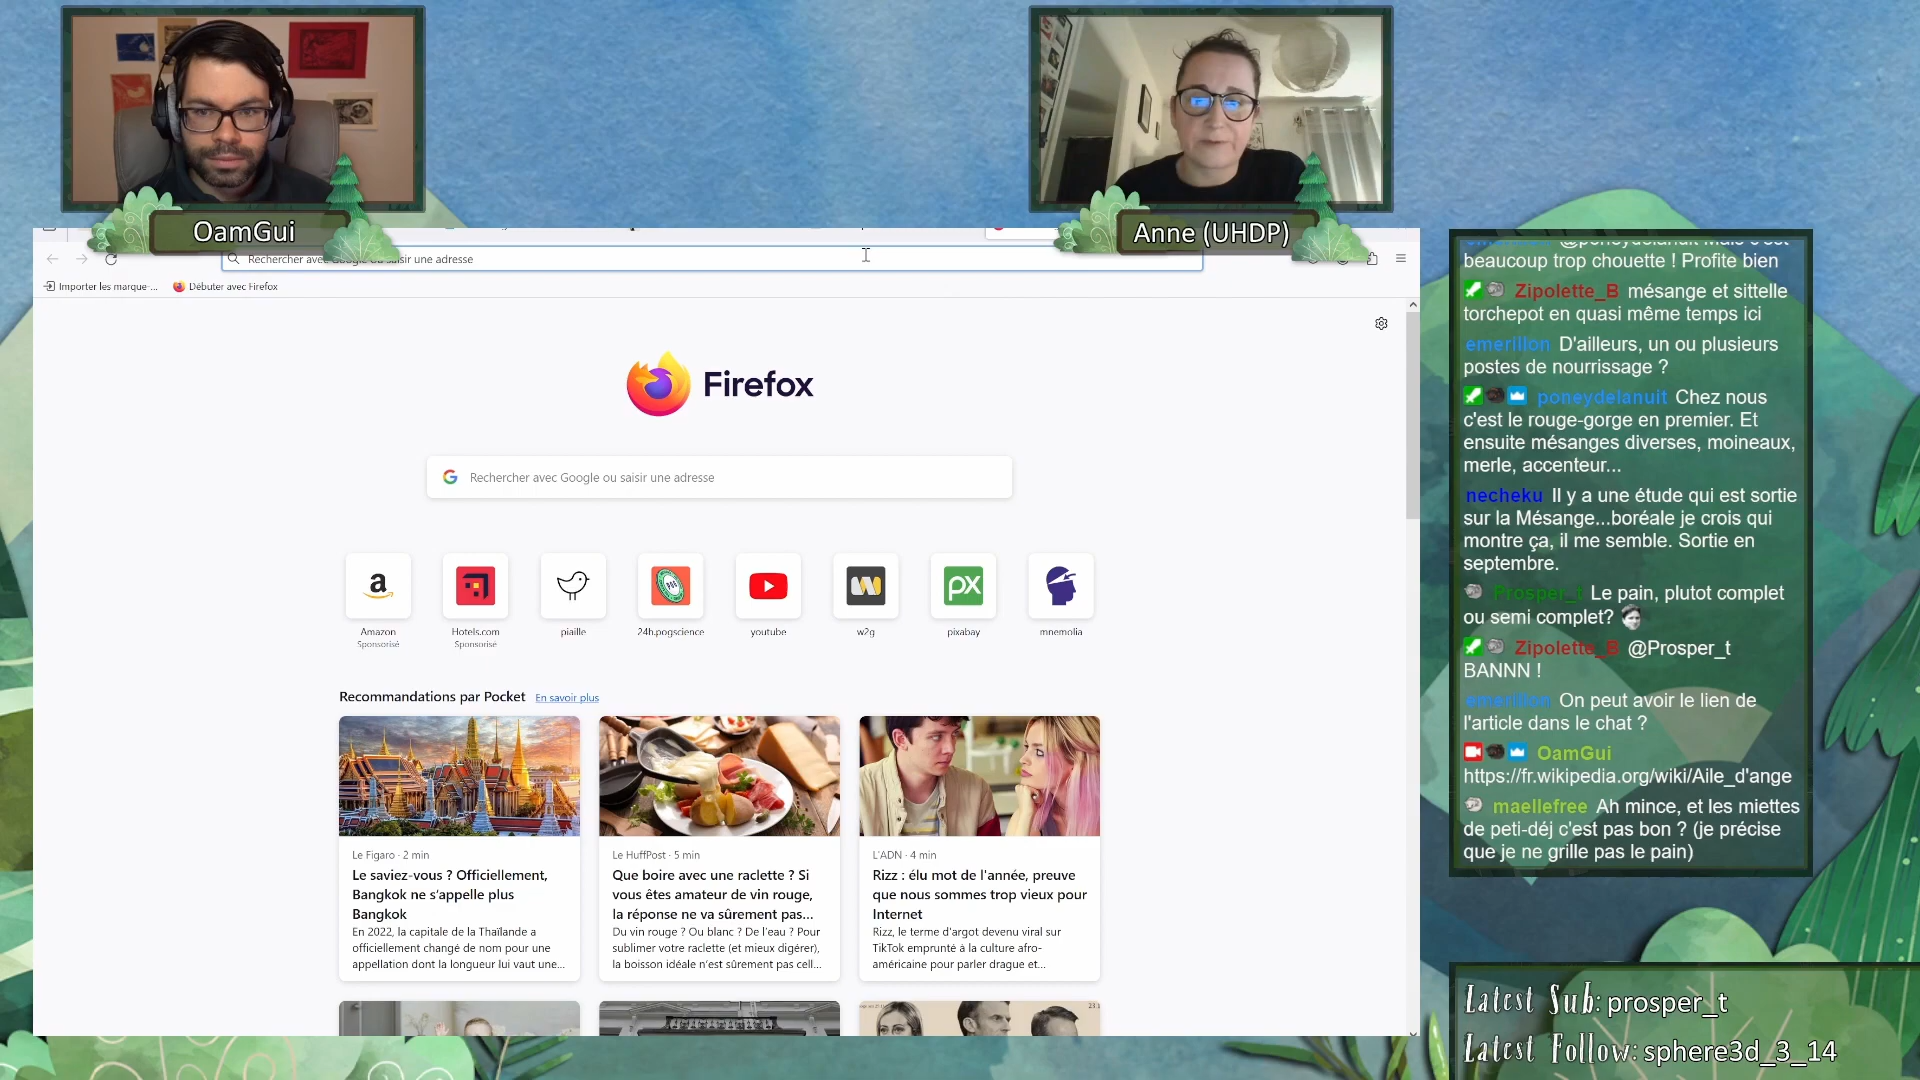 OamGui
Anne (UHDP)
Rechercher avec Google ou saisir une adresse
Importer les marque-...
Débuter avec Firefox
Firefox
Rechercher avec Google ou saisir une adresse
Amazon
Sponsorisé
Hotels.com
Sponsorisé
piaille
24h.pogscience
youtube
w2g
pixabay
mnemolia
Recommandations par Pocket
En savoir plus
Le Figaro · 2 min
Le saviez-vous ? Officiellement,
Bangkok ne s'appelle plus
Bangkok
En 2022, la capitale de la Thaïlande a
officiellement changé de nom pour une
appellation dont la longueur lui vaut une...
Le HuffPost · 5 min
Que boire avec une raclette ? Si
vous êtes amateur de vin rouge,
la réponse ne va sûrement pas...
Du vin rouge ? Ou blanc ? De l'eau ? Pour
sublimer votre raclette (et mieux digérer),
la boisson idéale n'est sûrement pas cell...
L'ADN · 4 min
Rizz : élu mot de l'année, preuve
que nous sommes trop vieux pour
Internet
Rizz, le terme d'argot devenu viral sur
TikTok emprunté à la culture afro-
américaine pour parler drague et...
emerillon @poneydelanuit Mais c'est
beaucoup trop chouette ! Profite bien
Zipolette_B mésange et sittelle
torchepot en quasi même temps ici
emerillon D'ailleurs, un ou plusieurs
postes de nourrissage ?
poneydelanuit Chez nous
c'est le rouge-gorge en premier. Et
ensuite mésanges diverses, moineaux,
merle, accenteur...
necheku Il y a une étude qui est sortie
sur la Mésange...boréale je crois qui
montre ça, il me semble. Sortie en
septembre.
Prosper_t Le pain, plutot complet
ou semi complet?
Zipolette_B @Prosper_t
BANNN !
emerillon On peut avoir le lien de
l'article dans le chat ?
OamGui
https://fr.wikipedia.org/wiki/Aile_d'ange
maellefree Ah mince, et les miettes
de peti-déj c'est pas bon ? (je précise
que je ne grille pas le pain)
Latest Sub: prosper_t
Latest Follow: sphere3d_3_14